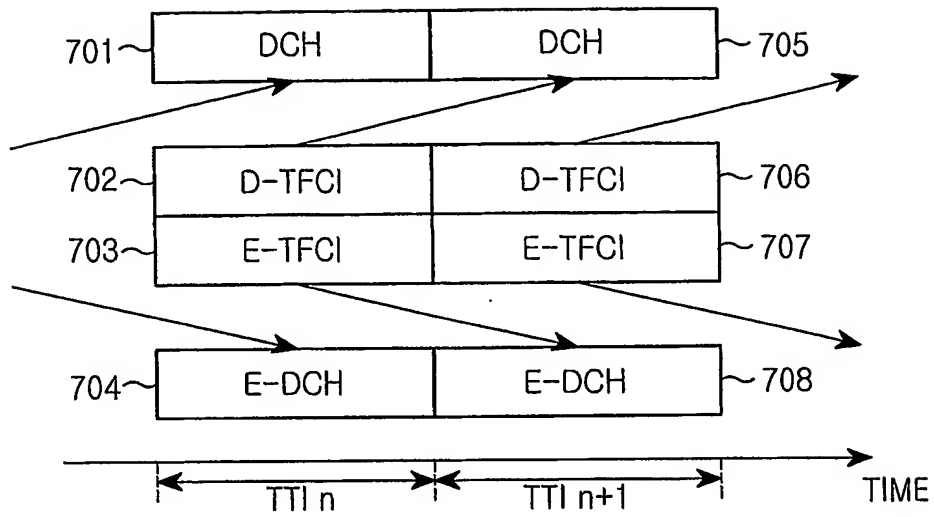 701 DCH DCH 705
702 D-TFCI D-TFCI 706
703 E-TFCI E-TFCI 707
704 E-DCH E-DCH 708
TTI n TTI n+1 TIME